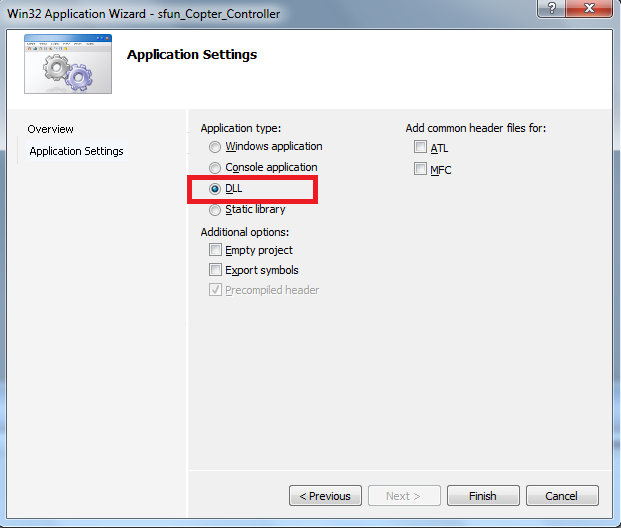 Win32 Application Wizard - sfun_Copter_Controller
?
Application Settings
Overview
Application Settings
Application type:
Windows application
Console application
DLL
Static library
Additional options:
Empty project
Export symbols
Precompiled header
Add common header files for:
ATL
MFC
< Previous
Next >
Finish
Cancel